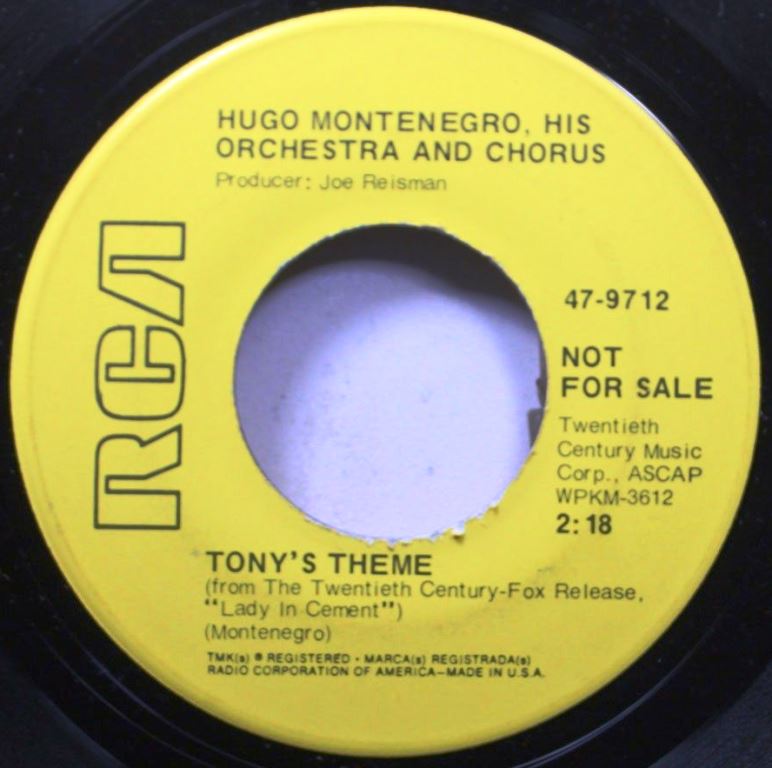 HUGO MONTENEGRO, HIS
ORCHESTRA AND CHORUS
Producer: Joe Reisman
RCA
47-9712
NOT
FOR SALE
Twentieth
Century Music
Corp., ASCAP
WPKM-3612
2:18
TONY'S THEME
(from The Twentieth Century-Fox Release,
"Lady In Cement")
(Montenegro)
TMK(s) ® REGISTERED • MARCA(s) REGISTRADA(s)
RADIO CORPORATION OF AMERICA—MADE IN U.S.A.